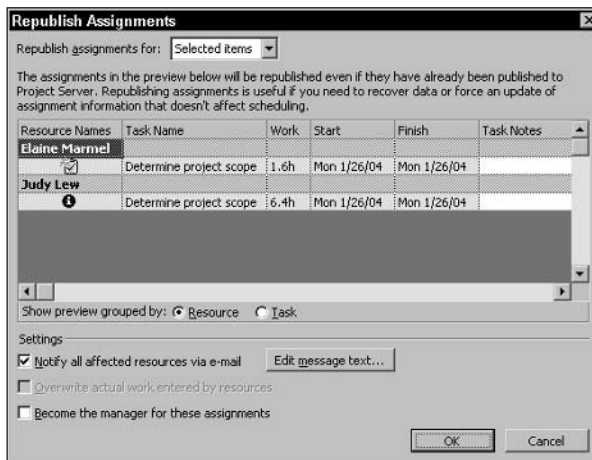 Republish Assignments
Republish assignments for: Selected items
The assignments in the preview below will be republished even if they have already been published to
Project Server. Republishing assignments is useful if you need to recover data or force an update of
assignment information that doesn't affect scheduling.
Resource Names Task Name Work Start Finish Task Notes
Elaine Marmel
Determine project scope 1.6h Mon 1/26/04 Mon 1/26/04
Judy Lew
Determine project scope 6.4h Mon 1/26/04 Mon 1/26/04
Show preview grouped by: Resource Task
Settings
Notify all affected resources via e-mail Edit message text...
Overwrite actual work entered by resources
Become the manager for these assignments
OK Cancel